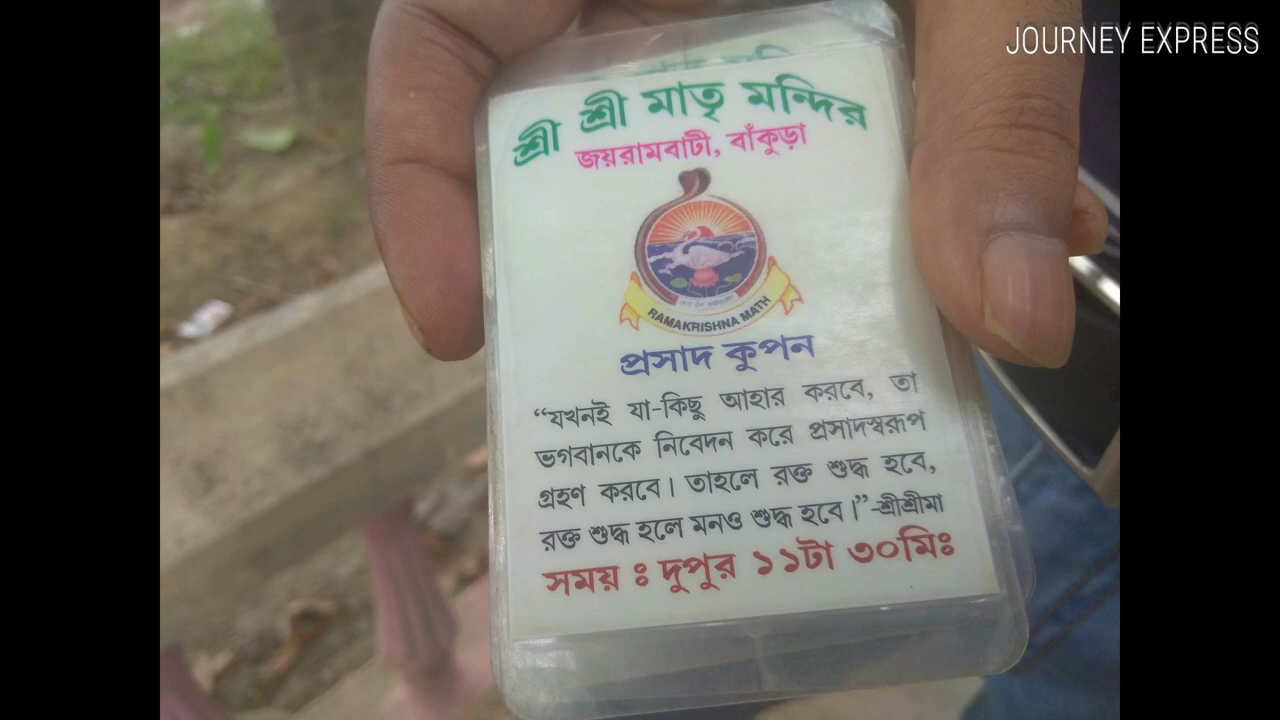 JOURNEY EXPRESS
শ্রী শ্রী মাতৃ মন্দির
জয়রামবাটী, বাঁকুড়া
RAMAKRISHNA MATH
প্রসাদ কুপন
“যখনই যা-কিছু আহার করবে, তা
ভগবানকে নিবেদন করে প্রসাদস্বরূপ
গ্রহণ করবে। তাহলে রক্ত শুদ্ধ হবে,
রক্ত শুদ্ধ হলে মনও শুদ্ধ হবে।”-শ্রীশ্রীমা
সময় ঃ দুপুর ১১টা ৩০মিঃ